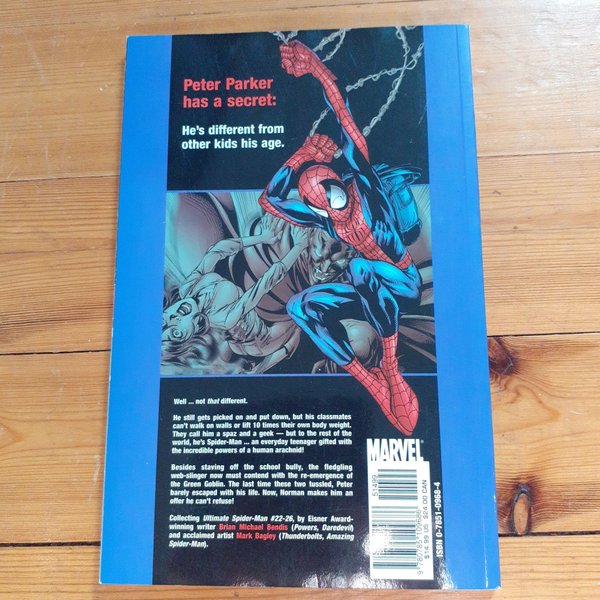 Peter Parker
has a secret:
He's different from
other kids his age.
Well ... not that different.
He still gets picked on and put down, but his classmates
can't walk on walls or lift 10 times their own body weight.
They call him a spaz and a geek — but to the rest of the
world, he's Spider-Man ... an everyday teenager gifted with the
incredible powers of a human arachnid!
Besides staving off the school bully, the fledgling
web-slinger now must contend with the re-emergence of
the Green Goblin. The last time these two tussled, Peter
barely escaped with his life. Now, Norman makes him an
offer he can't refuse!
Collecting Ultimate Spider-Man #22-26, by Eisner Award-
winning writer Brian Michael Bendis (Powers, Daredevil)
and acclaimed artist Mark Bagley (Thunderbolts, Amazing
Spider-Man).
MARVEL
51499
$14.99 US $24.00 CAN
ISBN 0-7851-0968-4